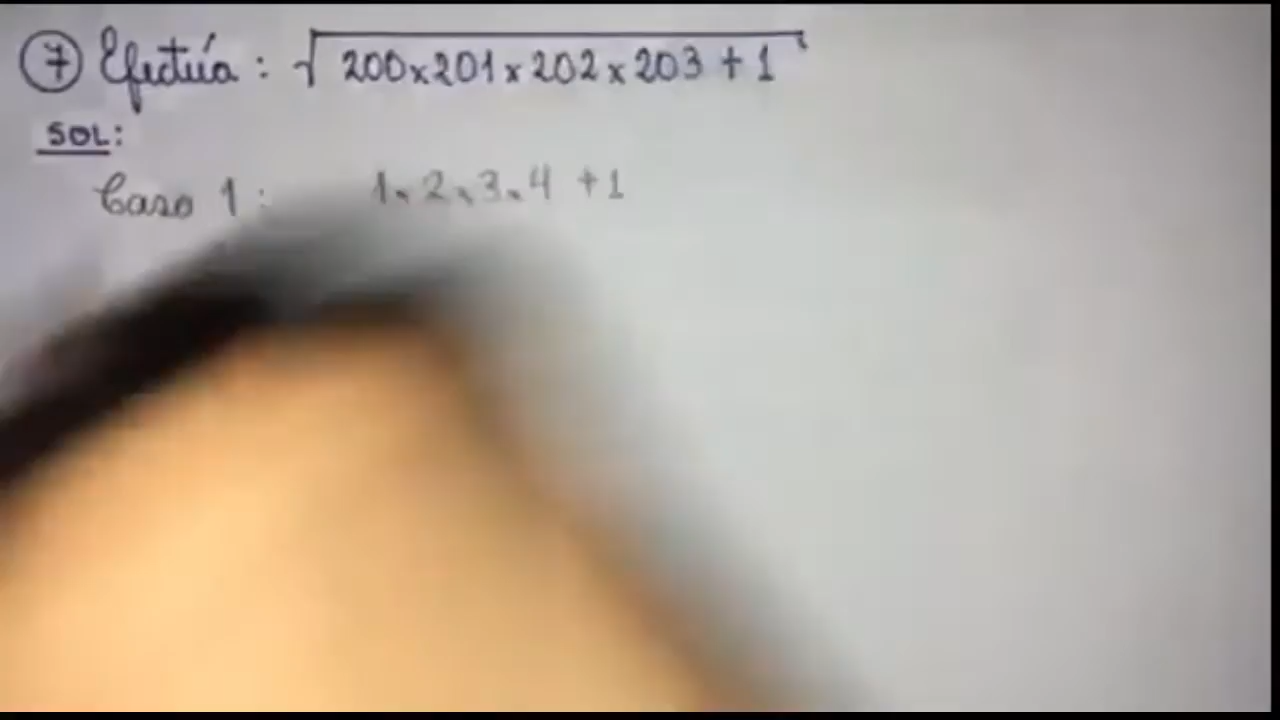 7 Efectúa: √200x201x202x203 + 1
SOL:
Caso 1: 1x2x3x4 +1